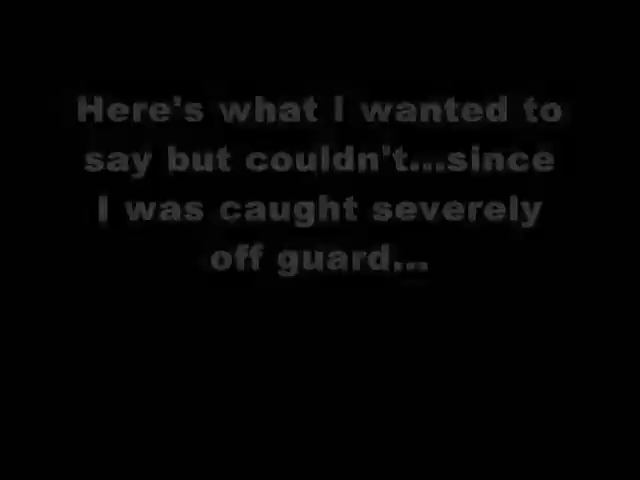 Here's what I wanted to
say but couldn't...since
I was caught severely
off guard...